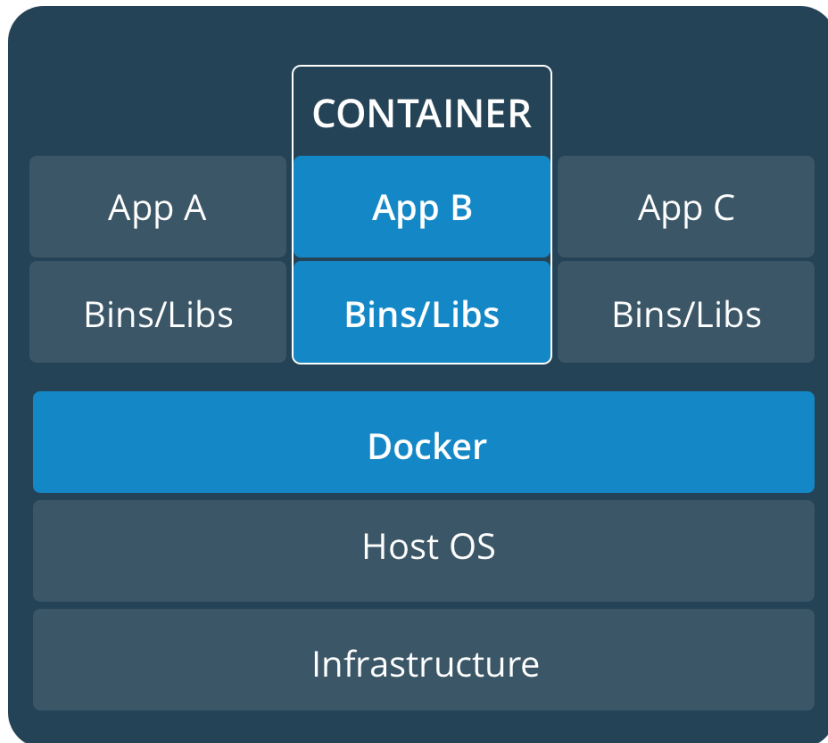 CONTAINER
App A
App B
App C
Bins/Libs
Bins/Libs
Bins/Libs
Docker
Host OS
Infrastructure